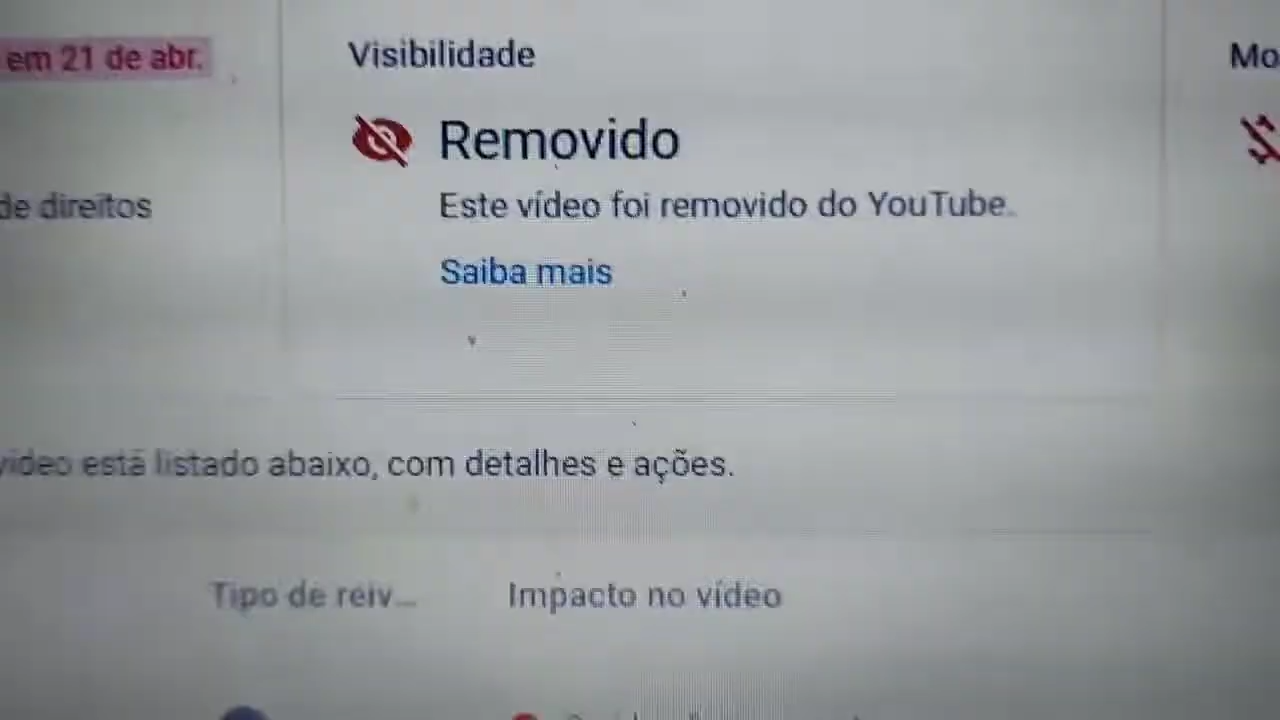 em 21 de abr.
Visibilidade
Mo
Removido
de direitos
Este vídeo foi removido do YouTube.
Saiba mais
vídeo está listado abaixo, com detalhes e ações.
Tipo de reiv...
Impacto no vídeo